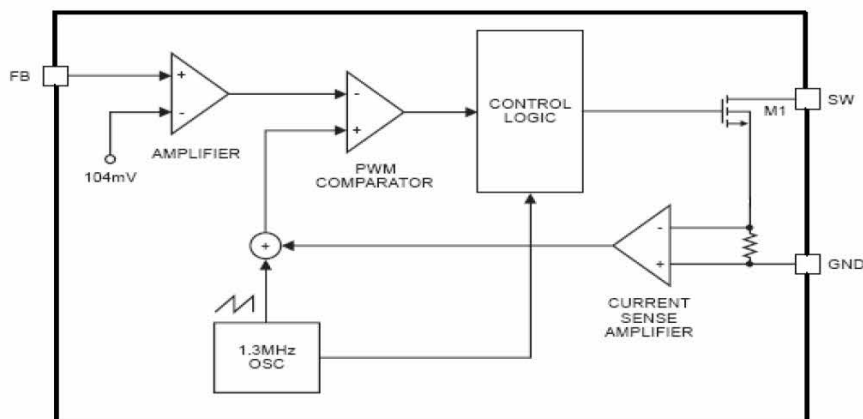 FB
+
-
AMPLIFIER
104mV
-
+
PWM
COMPARATOR
CONTROL
LOGIC
M1
SW
+
-
+
GND
CURRENT
SENSE
AMPLIFIER
1.3MHz
OSC